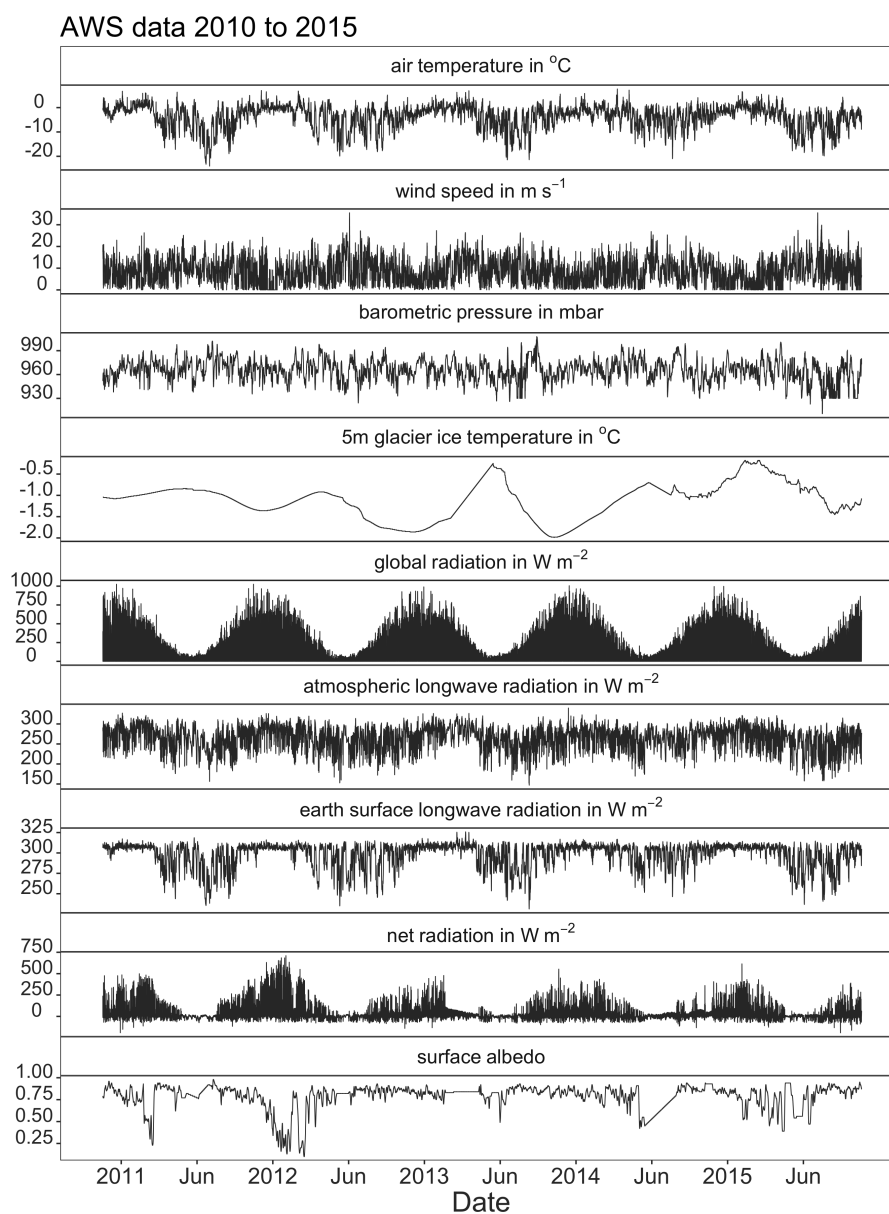 AWS data 2010 to 2015
air temperature in °C
0
-10
-20
wind speed in m s⁻¹
30
20
10
0
barometric pressure in mbar
990
960
930
5m glacier ice temperature in °C
-0.5
-1.0
-1.5
-2.0
global radiation in W m⁻²
1000
750
500
250
0
atmospheric longwave radiation in W m⁻²
300
250
200
150
earth surface longwave radiation in W m⁻²
325
300
275
250
net radiation in W m⁻²
750
500
250
0
surface albedo
1.00
0.75
0.50
0.25
2011 Jun 2012 Jun 2013 Jun 2014 Jun 2015 Jun
Date